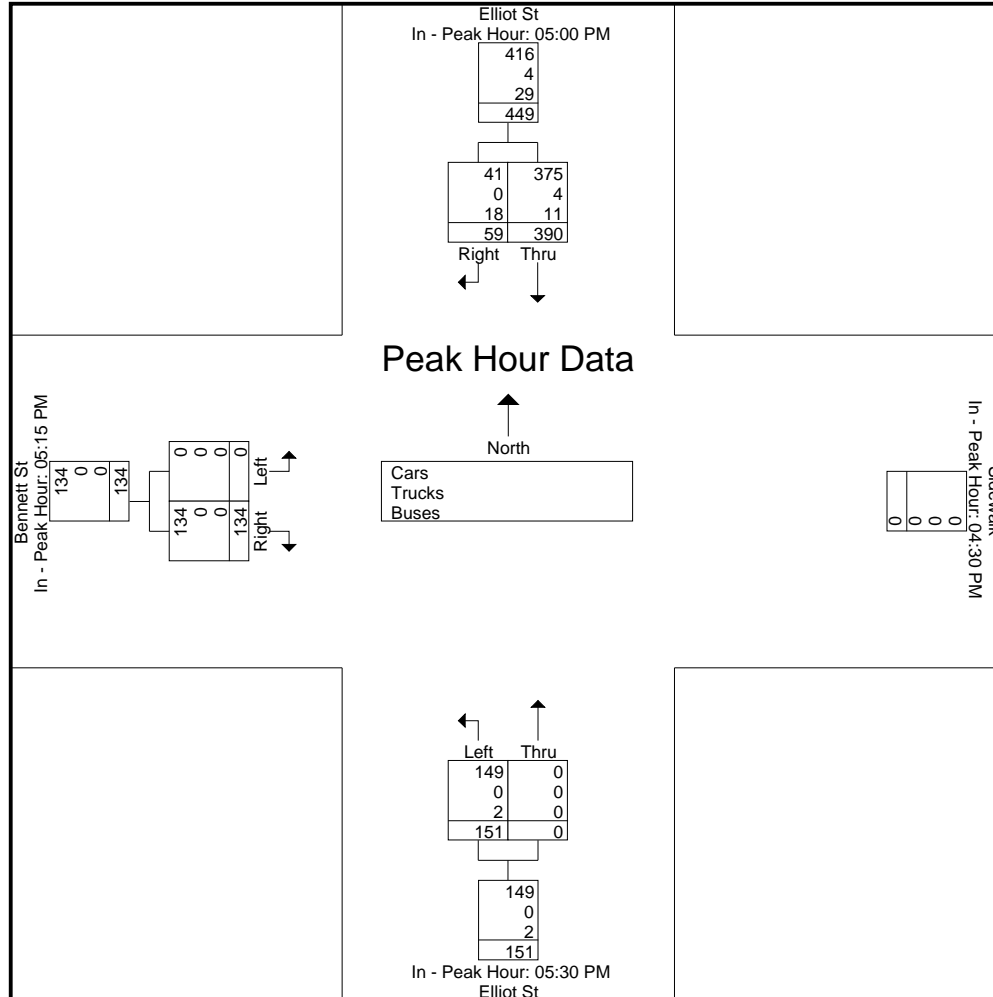 Elliot St
In - Peak Hour: 05:00 PM
416
4
29
449
41 375
0 4
18 11
59 390
Right Thru
Peak Hour Data
North
Cars
Trucks
Buses
Bennett St
In - Peak Hour: 05:15 PM
134
0
0
134
0 0 0 0
Left
134 0 0 134
Right
In - Peak Hour: 04:30 PM
0
0
0
0
Left Thru
149 0
0 0
2 0
151 0
149
0
2
151
In - Peak Hour: 05:30 PM
Elliot St